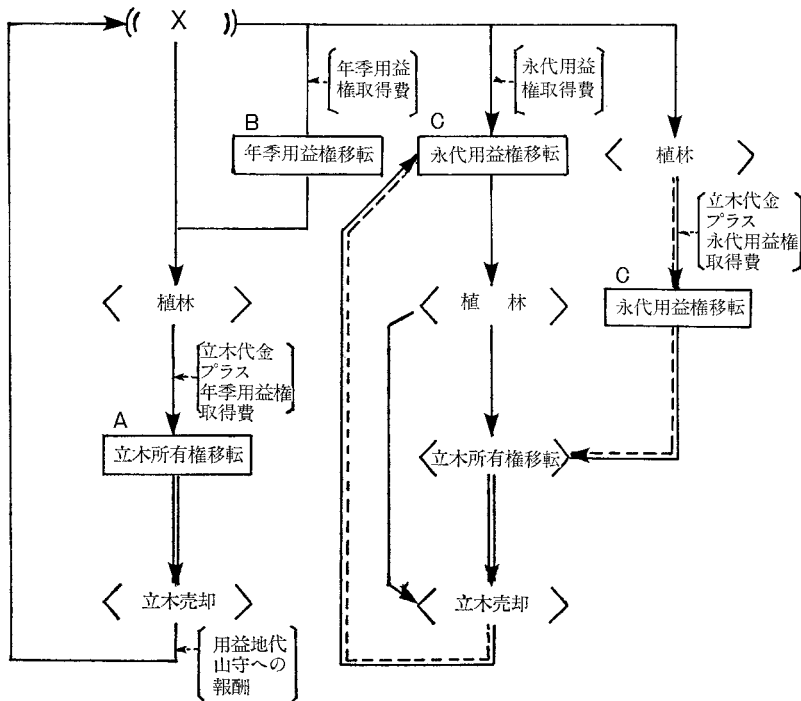 X
年季用益
権取得費
永代用益
権取得費
B
年季用益権移転
C
永代用益権移転
植林
立木代金
プラス
永代用益権
取得費
C
永代用益権移転
植林
植 林
立木代金
プラス
年季用益権
取得費
A
立木所有権移転
立木所有権移転
立木売却
立木売却
用益地代
山守への
報酬